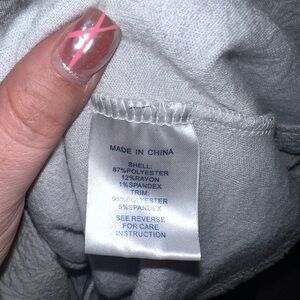 MADE IN CHINA
SHELL:
87%POLYESTER
12%RAYON
1%SPANDEX
TRIM:
95%POLYESTER
5%SPANDEX
SEE REVERSE
FOR CARE
INSTRUCTION